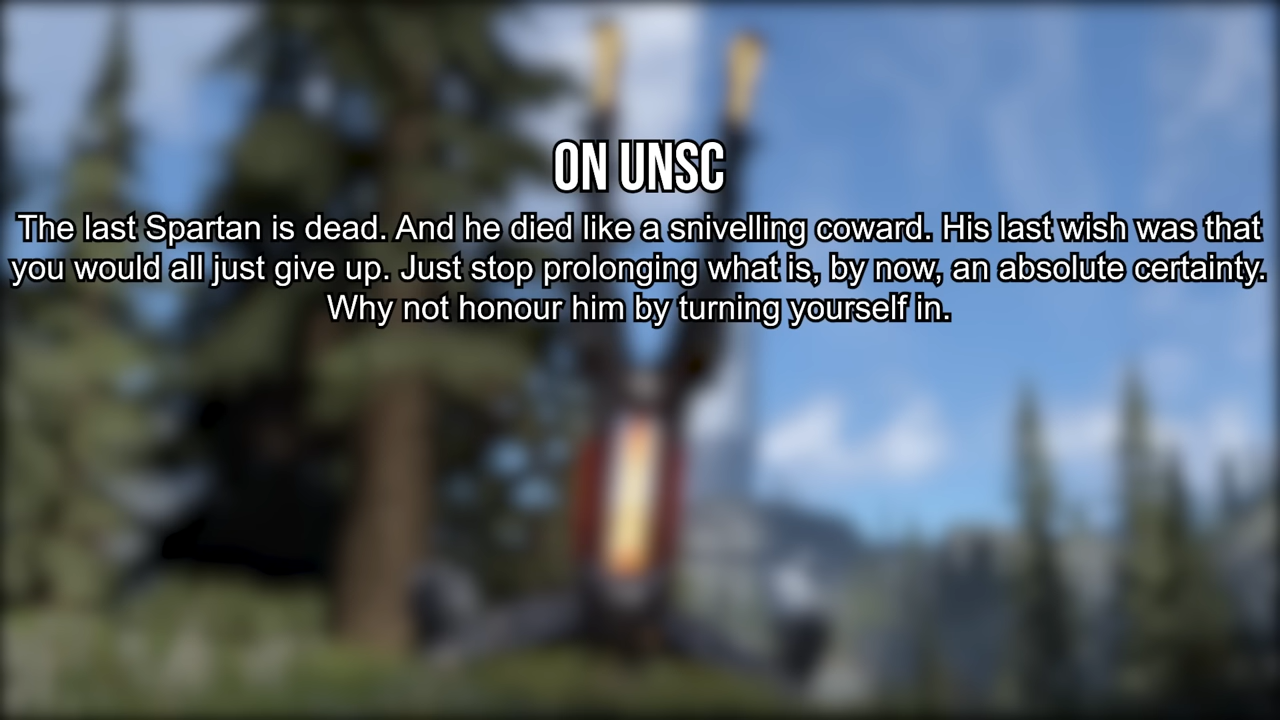 ON UNSC
The last Spartan is dead. And he died like a snivelling coward. His last wish was that
you would all just give up. Just stop prolonging what is, by now, an absolute certainty.
Why not honour him by turning yourself in.